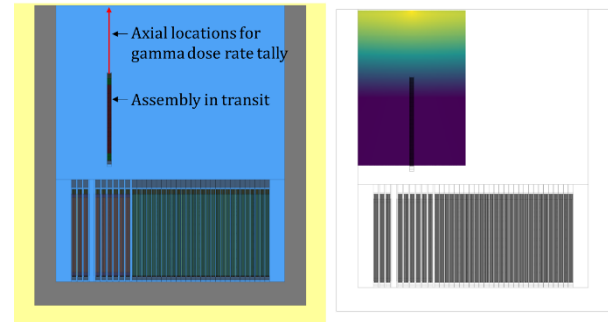 Axial locations for
gamma dose rate tally
Assembly in transit